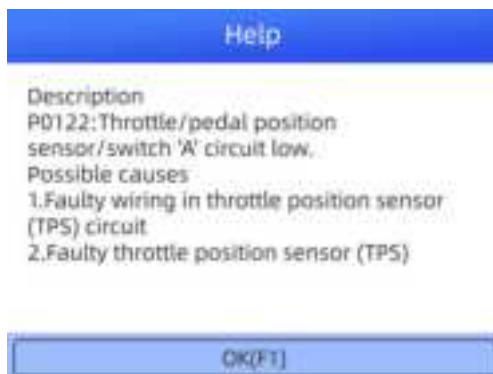 Help
Description
P0122:Throttle/pedal position
sensor/switch 'A' circuit low.
Possible causes
1.Faulty wiring in throttle position sensor
(TPS) circuit
2.Faulty throttle position sensor (TPS)
OK(F1)